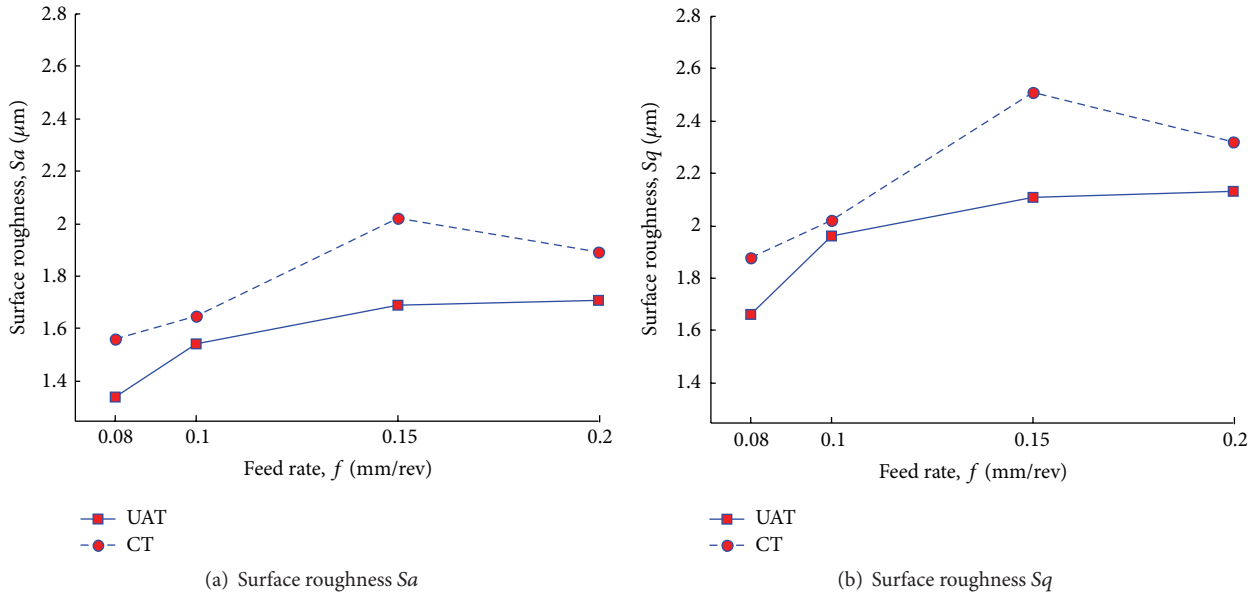 2.8
2.6
2.4
2.2
2
1.8
1.6
1.4
Surface roughness, Sa (μm)
0.08 0.1 0.15 0.2
Feed rate, f (mm/rev)
UAT
CT
(a) Surface roughness Sa
2.8
2.6
2.4
2.2
2
1.8
1.6
1.4
Surface roughness, Sq (μm)
0.08 0.1 0.15 0.2
Feed rate, f (mm/rev)
UAT
CT
(b) Surface roughness Sq